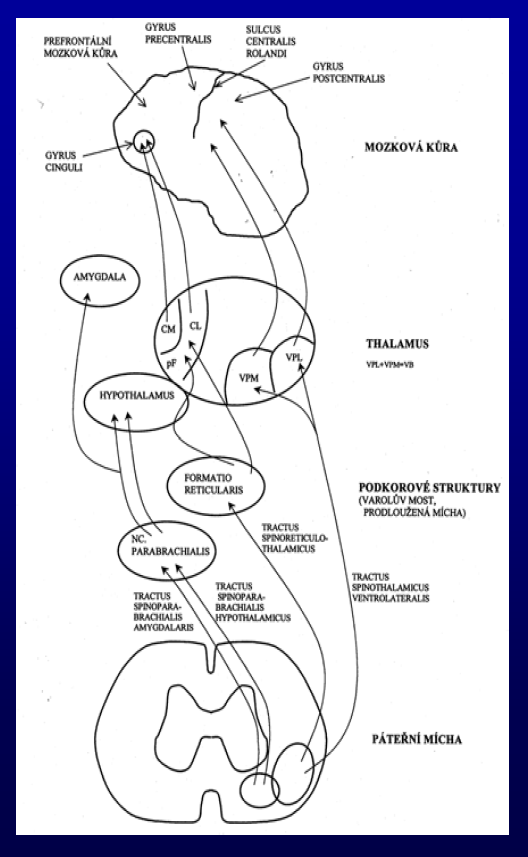 PREFRONTÁLNÍ
MOZKOVÁ KŮRA
GYRUS
PRECENTRALIS
SULCUS
CENTRALIS
ROLANDI
GYRUS
POSTCENTRALIS
GYRUS
CINGULI
MOZKOVÁ KŮRA
AMYGDALA
CM
CL
pF
VPM
VPL
THALAMUS
VPL+VPM=VB
HYPOTHALAMUS
FORMATIO
RETICULARIS
PODKOROVÉ STRUKTURY
(VAROLŮV MOST,
PRODLOUŽENÁ MÍCHA)
NC.
PARABRACHIALIS
TRACTUS
SPINORETICULO-
THALAMICUS
TRACTUS
SPINOTHALAMICUS
VENTROLATERALIS
TRACTUS
SPINOPARA-
BRACHIALIS
AMYGDALARIS
TRACTUS
SPINOPARA-
BRACHIALIS
HYPOTHALAMICUS
PÁTEŘNÍ MÍCHA